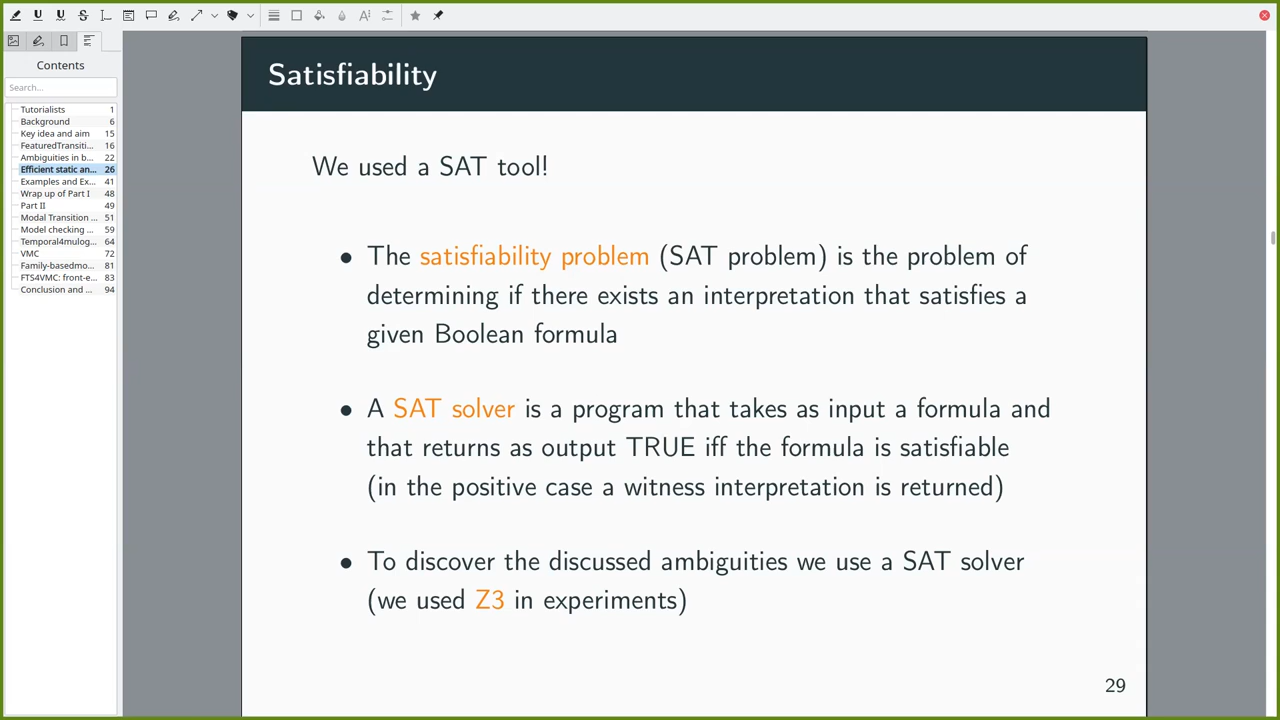 Contents
Search...
Tutorialists 1
Background 6
Key idea and aim 15
FeaturedTransiti... 16
Ambiguities in b... 22
Efficient static an... 26
Examples and Ex... 41
Wrap up of Part I 48
Part II 49
Modal Transition ... 51
Model checking ... 59
Temporal4mulog... 64
VMC 72
Family-basedmo... 81
FTS4VMC: front-e... 83
Conclusion and ... 94
Satisfiability
We used a SAT tool!
• The satisfiability problem (SAT problem) is the problem of
determining if there exists an interpretation that satisfies a
given Boolean formula
• A SAT solver is a program that takes as input a formula and
that returns as output TRUE iff the formula is satisfiable
(in the positive case a witness interpretation is returned)
• To discover the discussed ambiguities we use a SAT solver
(we used Z3 in experiments)
29